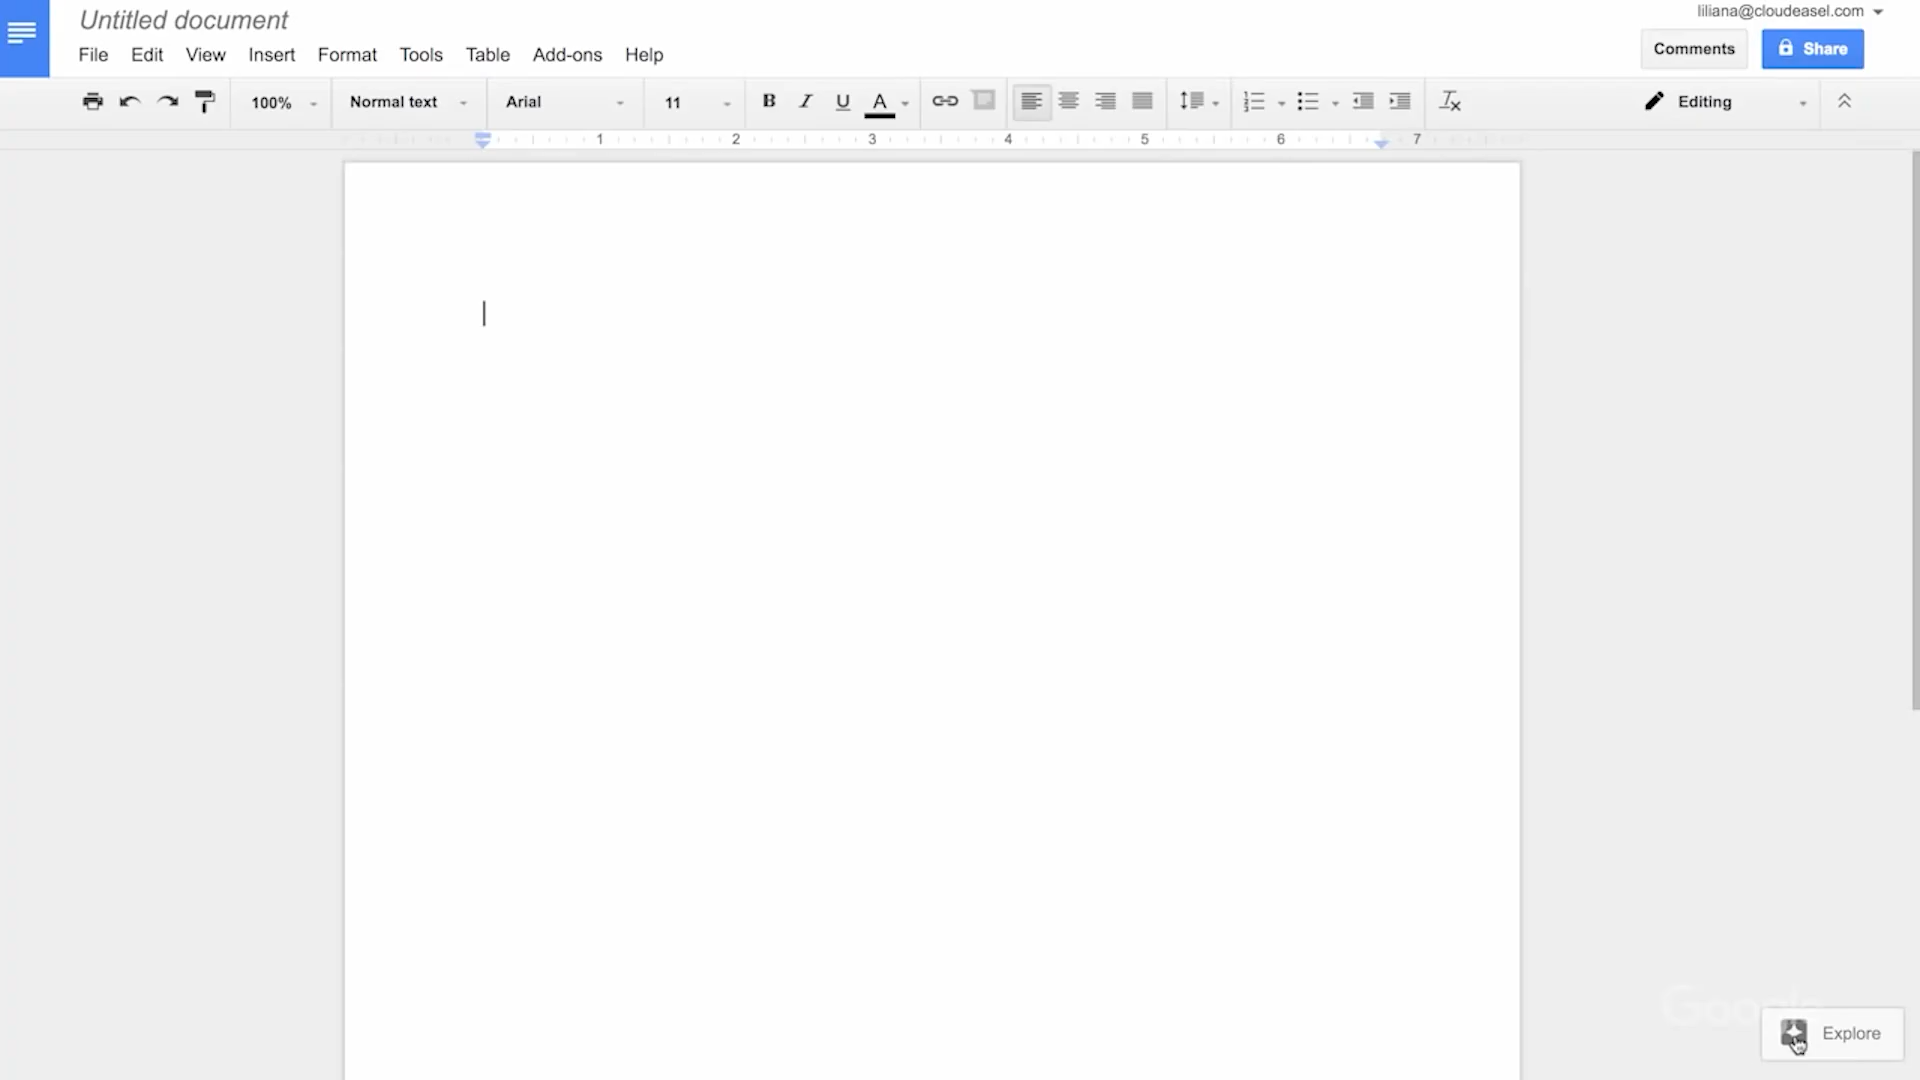 Untitled document
liliana@cloudeasel.com
File Edit View Insert Format Tools Table Add-ons Help
Comments Share
100% Normal text Arial 11 B I U A Editing
1 2 3 4 5 6 7
Google
Explore